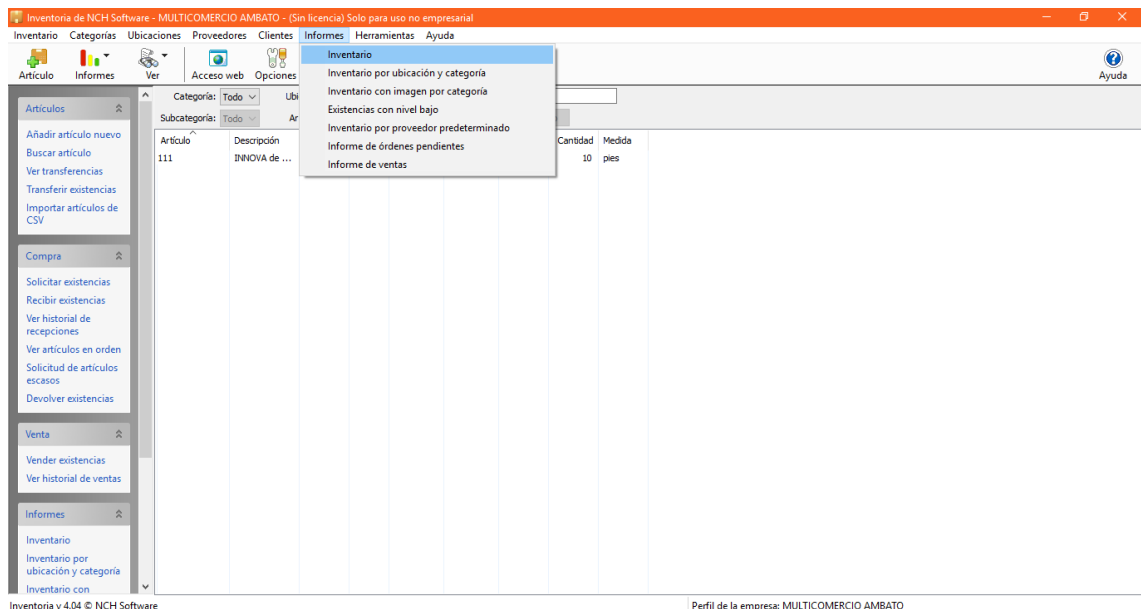 Inventoria de NCH Software - MULTICOMERCIO AMBATO - (Sin licencia) Solo para uso no empresarial
Inventario Categorías Ubicaciones Proveedores Clientes Informes Herramientas Ayuda
Artículo Informes Ver Acceso web Opciones Ayuda
Inventario
Inventario por ubicación y categoría
Inventario con imagen por categoría
Existencias con nivel bajo
Inventario por proveedor predeterminado
Informe de órdenes pendientes
Informe de ventas
Categoría: Todo
Subcategoría: Todo
Artículo Descripción Cantidad Medida
111 INNOVA de ... 10 pies
Artículos
Añadir artículo nuevo
Buscar artículo
Ver transferencias
Transferir existencias
Importar artículos de
CSV
Compra
Solicitar existencias
Recibir existencias
Ver historial de
recepciones
Ver artículos en orden
Solicitud de artículos
escasos
Devolver existencias
Venta
Vender existencias
Ver historial de ventas
Informes
Inventario
Inventario por
ubicación y categoría
Inventario con
Inventoria v 4.04 © NCH Software Perfil de la empresa: MULTICOMERCIO AMBATO